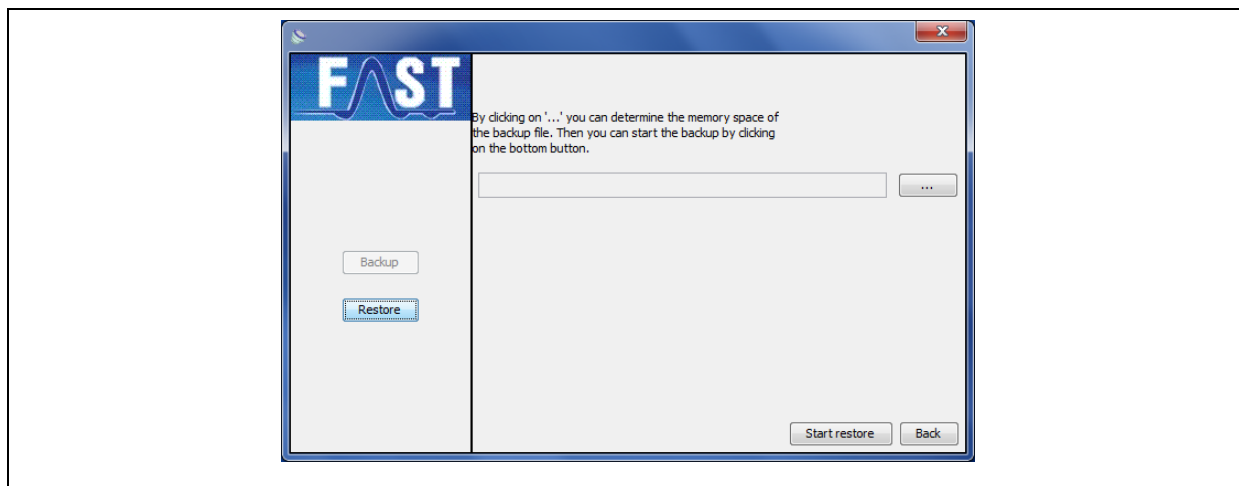 FAST
By clicking on '...' you can determine the memory space of
the backup file. Then you can start the backup by clicking
on the bottom button.
...
Backup
Restore
Start restore Back